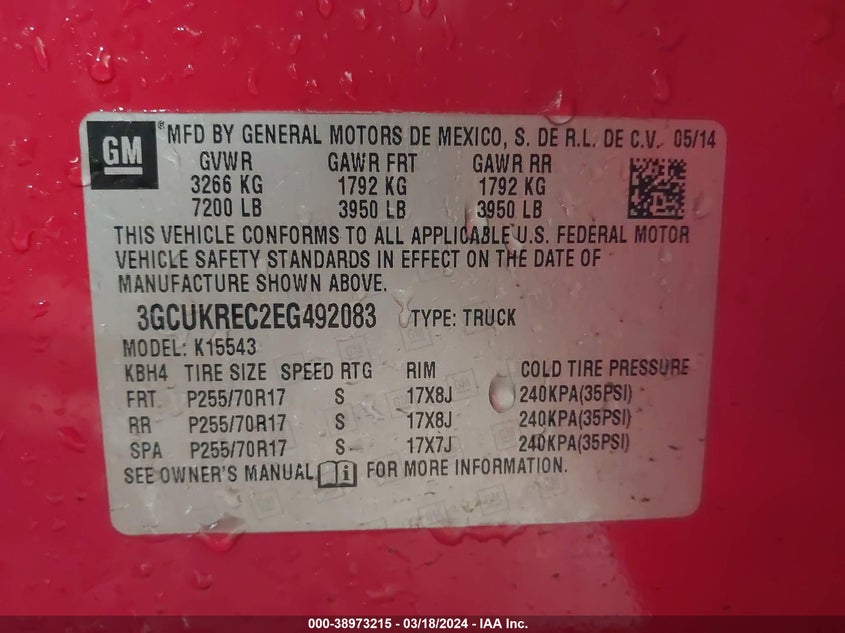 GM ® MFD BY GENERAL MOTORS DE MEXICO, S. DE R.L. DE C.V. 05/14
GVWR GAWR FRT GAWR RR
3266 KG 1792 KG 1792 KG
7200 LB 3950 LB 3950 LB
THIS VEHICLE CONFORMS TO ALL APPLICABLE U.S. FEDERAL MOTOR
VEHICLE SAFETY STANDARDS IN EFFECT ON THE DATE OF
MANUFACTURE SHOWN ABOVE.
3GCUKREC2EG492083 TYPE: TRUCK
MODEL: K15543
KBH4 TIRE SIZE SPEED RTG RIM COLD TIRE PRESSURE
FRT P255/70R17 S 17X8J 240KPA(35PSI)
RR P255/70R17 S 17X8J 240KPA(35PSI)
SPA P255/70R17 S 17X7J 240KPA(35PSI)
SEE OWNER'S MANUAL i FOR MORE INFORMATION.
000-38973215 - 03/18/2024 - IAA Inc.